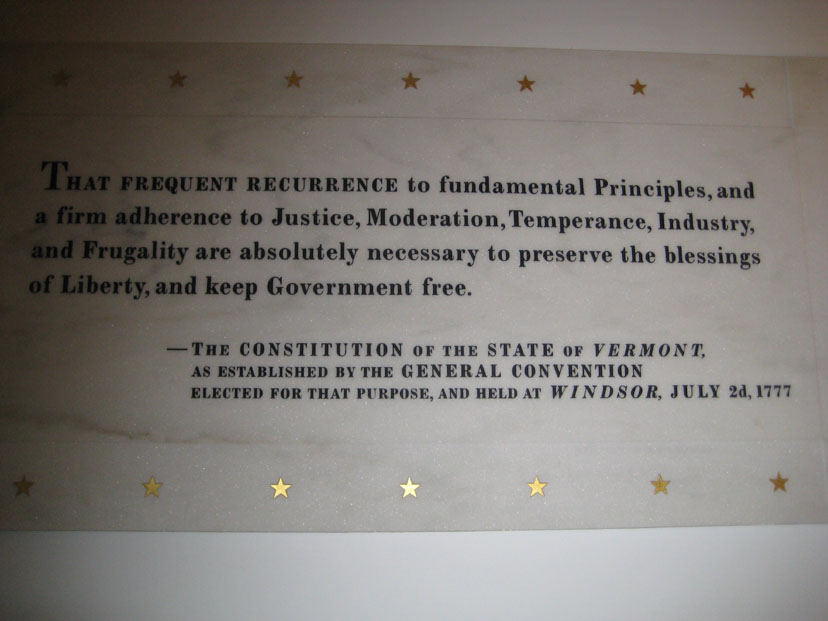 THAT FREQUENT RECURRENCE to fundamental Principles, and
a firm adherence to Justice, Moderation, Temperance, Industry,
and Frugality are absolutely necessary to preserve the blessings
of Liberty, and keep Government free.
—THE CONSTITUTION OF THE STATE OF VERMONT,
AS ESTABLISHED BY THE GENERAL CONVENTION
ELECTED FOR THAT PURPOSE, AND HELD AT WINDSOR, JULY 2d, 1777